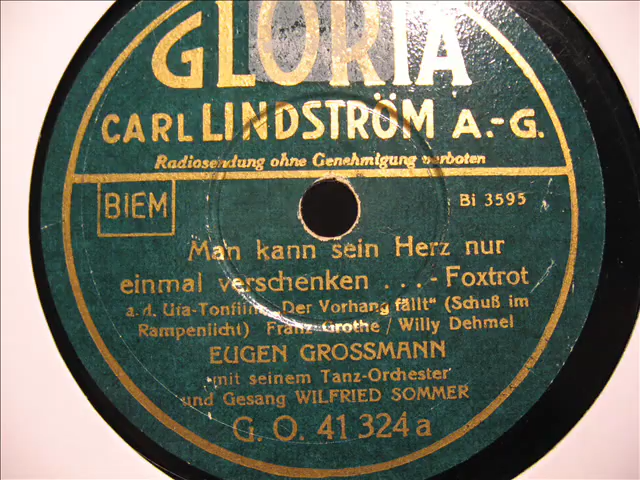 GLORIA
CARL LINDSTRÖM A.-G.
Radiosendung ohne Genehmigung verboten
BIEM
Bi 3595
Man kann sein Herz nur
einmal verschenken ...- Foxtrot
a. d. Ufa-Tonfilm „Der Vorhang fällt“ (Schuß im
Rampenlicht) Franz Grothe / Willy Dehmel
EUGEN GROSSMANN
mit seinem Tanz-Orchester
und Gesang WILFRIED SOMMER
G. O. 41 324 a